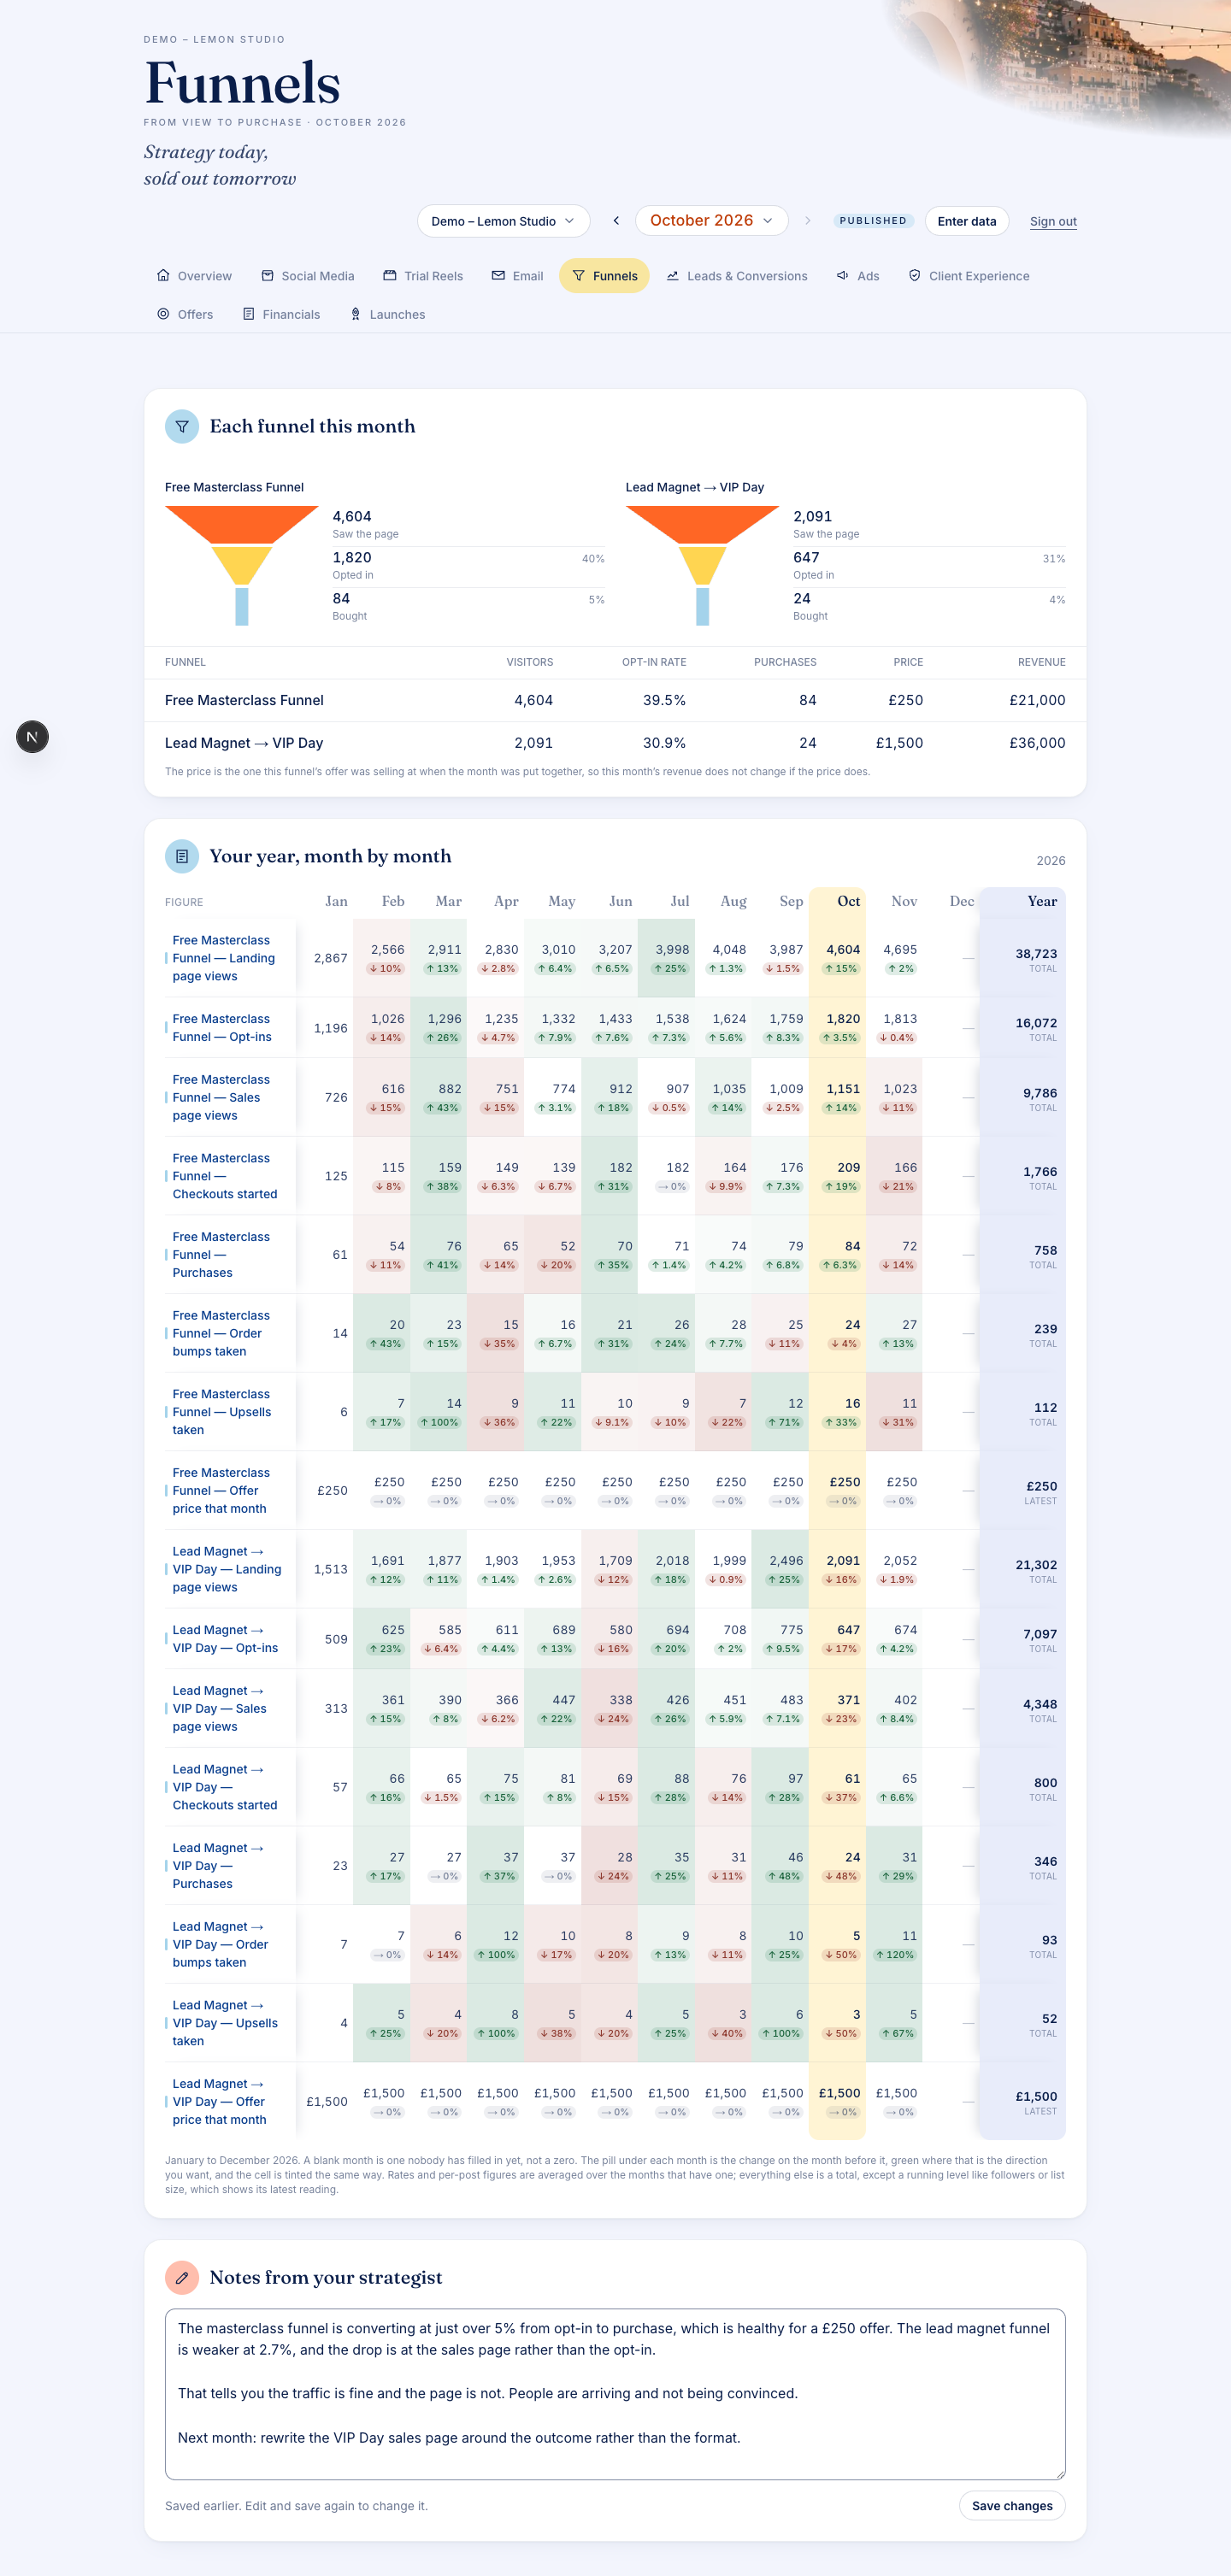 DEMO – LEMON STUDIO
Funnels
FROM VIEW TO PURCHASE · OCTOBER 2026
Strategy today,
sold out tomorrow
Demo – Lemon Studio
October 2026
PUBLISHED
Enter data
Sign out
Overview Social Media Trial Reels Email Funnels Leads & Conversions Ads Client Experience
Offers Financials Launches
Each funnel this month
Free Masterclass Funnel
4,604
Saw the page
1,820 40%
Opted in
84 5%
Bought
Lead Magnet → VIP Day
2,091
Saw the page
647 31%
Opted in
24 4%
Bought
FUNNEL VISITORS OPT-IN RATE PURCHASES PRICE REVENUE
Free Masterclass Funnel 4,604 39.5% 84 £250 £21,000
Lead Magnet → VIP Day 2,091 30.9% 24 £1,500 £36,000
The price is the one this funnel's offer was selling at when the month was put together, so this month's revenue does not change if the price does.
N
Your year, month by month
2026
FIGURE Jan Feb Mar Apr May Jun Jul Aug Sep Oct Nov Dec Year
Free Masterclass
Funnel — Landing
page views
2,867 2,566 2,911 2,830 3,010 3,207 3,998 4,048 3,987 4,604 4,695 — 38,723
↓ 10% ↑ 13% ↓ 2.8% ↑ 6.4% ↑ 6.5% ↑ 25% ↑ 1.3% ↓ 1.5% ↑ 15% ↑ 2% TOTAL
Free Masterclass
Funnel — Opt-ins
1,196 1,026 1,296 1,235 1,332 1,433 1,538 1,624 1,759 1,820 1,813 — 16,072
↓ 14% ↑ 26% ↓ 4.7% ↑ 7.9% ↑ 7.6% ↑ 7.3% ↑ 5.6% ↑ 8.3% ↑ 3.5% ↓ 0.4% TOTAL
Free Masterclass
Funnel — Sales
page views
726 616 882 751 774 912 907 1,035 1,009 1,151 1,023 — 9,786
↓ 15% ↑ 43% ↓ 15% ↑ 3.1% ↑ 18% ↓ 0.5% ↑ 14% ↓ 2.5% ↑ 14% ↓ 11% TOTAL
Free Masterclass
Funnel —
Checkouts started
125 115 159 149 139 182 182 164 176 209 166 — 1,766
↓ 8% ↑ 38% ↓ 6.3% ↓ 6.7% ↑ 31% → 0% ↓ 9.9% ↑ 7.3% ↑ 19% ↓ 21% TOTAL
Free Masterclass
Funnel —
Purchases
61 54 76 65 52 70 71 74 79 84 72 — 758
↓ 11% ↑ 41% ↓ 14% ↓ 20% ↑ 35% ↑ 1.4% ↑ 4.2% ↑ 6.8% ↑ 6.3% ↓ 14% TOTAL
Free Masterclass
Funnel — Order
bumps taken
14 20 23 15 16 21 26 28 25 24 27 — 239
↑ 43% ↑ 15% ↓ 35% ↑ 6.7% ↑ 31% ↑ 24% ↑ 7.7% ↓ 11% ↓ 4% ↑ 13% TOTAL
Free Masterclass
Funnel — Upsells
taken
6 7 14 9 11 10 9 7 12 16 11 — 112
↑ 17% ↑ 100% ↓ 36% ↑ 22% ↓ 9.1% ↓ 10% ↓ 22% ↑ 71% ↑ 33% ↓ 31% TOTAL
Free Masterclass
Funnel — Offer
price that month
£250 £250 £250 £250 £250 £250 £250 £250 £250 £250 £250 — £250
→ 0% → 0% → 0% → 0% → 0% → 0% → 0% → 0% → 0% → 0% LATEST
Lead Magnet →
VIP Day — Landing
page views
1,513 1,691 1,877 1,903 1,953 1,709 2,018 1,999 2,496 2,091 2,052 — 21,302
↑ 12% ↑ 11% ↑ 1.4% ↑ 2.6% ↓ 12% ↑ 18% ↓ 0.9% ↑ 25% ↓ 16% ↓ 1.9% TOTAL
Lead Magnet →
VIP Day — Opt-ins
509 625 585 611 689 580 694 708 775 647 674 — 7,097
↑ 23% ↓ 6.4% ↑ 4.4% ↑ 13% ↓ 16% ↑ 20% ↑ 2% ↑ 9.5% ↓ 17% ↑ 4.2% TOTAL
Lead Magnet →
VIP Day — Sales
page views
313 361 390 366 447 338 426 451 483 371 402 — 4,348
↑ 15% ↑ 8% ↓ 6.2% ↑ 22% ↓ 24% ↑ 26% ↑ 5.9% ↑ 7.1% ↓ 23% ↑ 8.4% TOTAL
Lead Magnet →
VIP Day —
Checkouts started
57 66 65 75 81 69 88 76 97 61 65 — 800
↑ 16% ↓ 1.5% ↑ 15% ↑ 8% ↓ 15% ↑ 28% ↓ 14% ↑ 28% ↓ 37% ↑ 6.6% TOTAL
Lead Magnet →
VIP Day —
Purchases
23 27 27 37 37 28 35 31 46 24 31 — 346
↑ 17% → 0% ↑ 37% → 0% ↓ 24% ↑ 25% ↓ 11% ↑ 48% ↓ 48% ↑ 29% TOTAL
Lead Magnet →
VIP Day — Order
bumps taken
7 7 6 12 10 8 9 8 10 5 11 — 93
→ 0% ↓ 14% ↑ 100% ↓ 17% ↓ 20% ↑ 13% ↓ 11% ↑ 25% ↓ 50% ↑ 120% TOTAL
Lead Magnet →
VIP Day — Upsells
taken
4 5 4 8 5 4 5 3 6 3 5 — 52
↑ 25% ↓ 20% ↑ 100% ↓ 38% ↓ 20% ↑ 25% ↓ 40% ↑ 100% ↓ 50% ↑ 67% TOTAL
Lead Magnet →
VIP Day — Offer
price that month
£1,500 £1,500 £1,500 £1,500 £1,500 £1,500 £1,500 £1,500 £1,500 £1,500 £1,500 — £1,500
→ 0% → 0% → 0% → 0% → 0% → 0% → 0% → 0% → 0% → 0% LATEST
January to December 2026. A blank month is one nobody has filled in yet, not a zero. The pill under each month is the change on the month before it, green where that is the direction
you want, and the cell is tinted the same way. Rates and per-post figures are averaged over the months that have one; everything else is a total, except a running level like followers or list
size, which shows its latest reading.
Notes from your strategist
The masterclass funnel is converting at just over 5% from opt-in to purchase, which is healthy for a £250 offer. The lead magnet funnel
is weaker at 2.7%, and the drop is at the sales page rather than the opt-in.
That tells you the traffic is fine and the page is not. People are arriving and not being convinced.
Next month: rewrite the VIP Day sales page around the outcome rather than the format.
Saved earlier. Edit and save again to change it.
Save changes